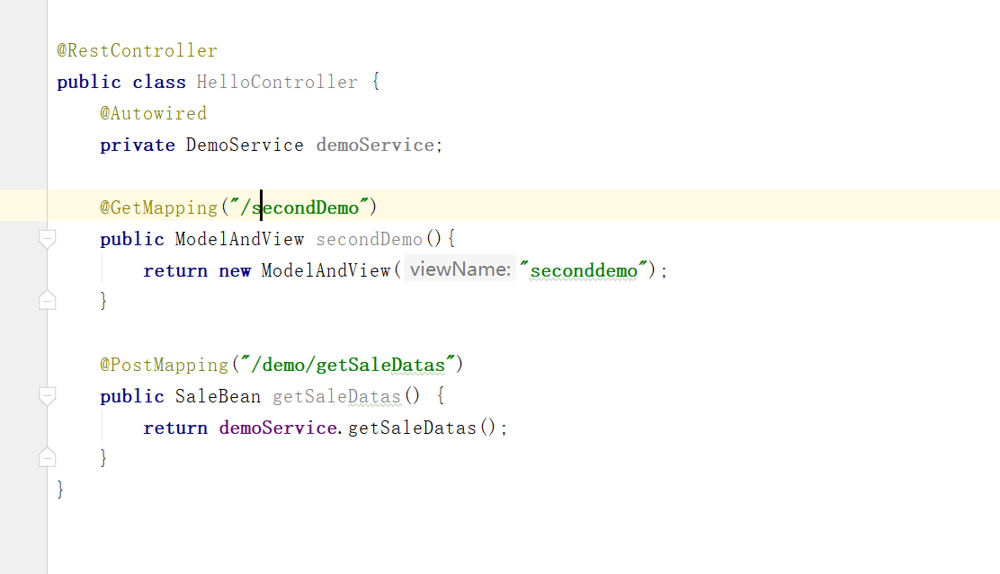 @RestController
public class HelloController {
@Autowired
private DemoService demoService;
@GetMapping("/secondDemo")
public ModelAndView secondDemo(){
return new ModelAndView( viewName: "seconddemo");
}
@PostMapping("/demo/getSaleDatas")
public SaleBean getSaleDatas() {
return demoService.getSaleDatas();
}
}